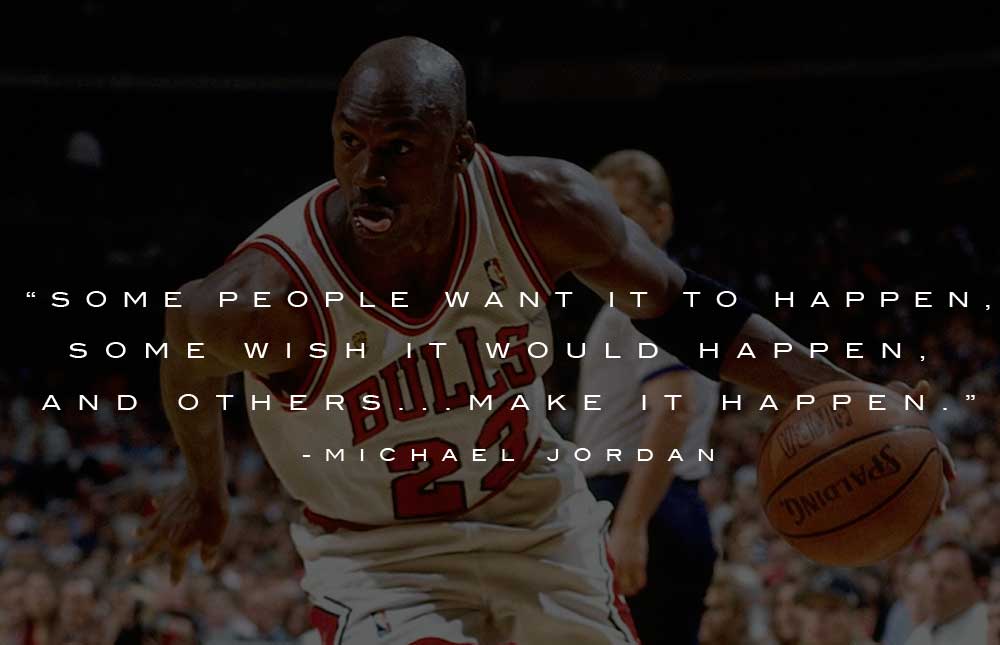 “SOME PEOPLE WANT IT TO HAPPEN,
SOME WISH IT WOULD HAPPEN,
AND OTHERS...MAKE IT HAPPEN.”
-MICHAEL JORDAN
BULLS
23
SPALDING